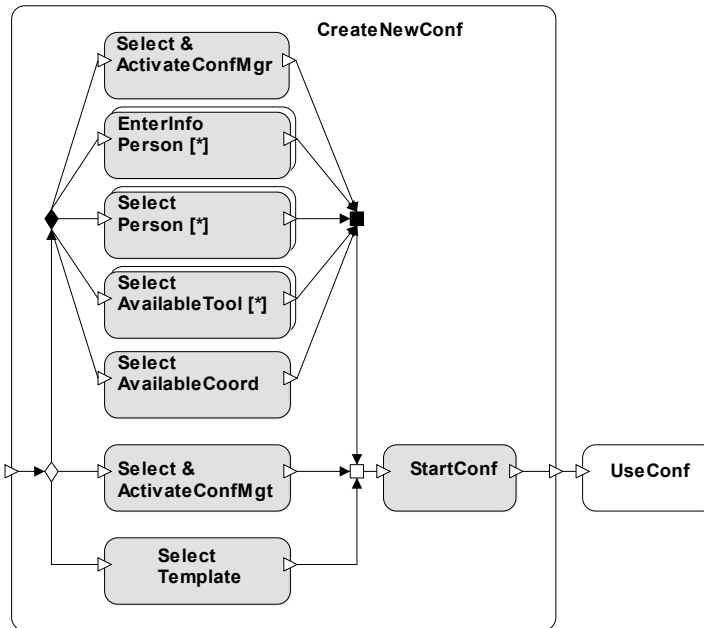 CreateNewConf
Select &
ActivateConfMgr
EnterInfo
Person [*]
Select
Person [*]
Select
AvailableTool [*]
Select
AvailableCoord
Select &
ActivateConfMgt
StartConf
UseConf
Select
Template